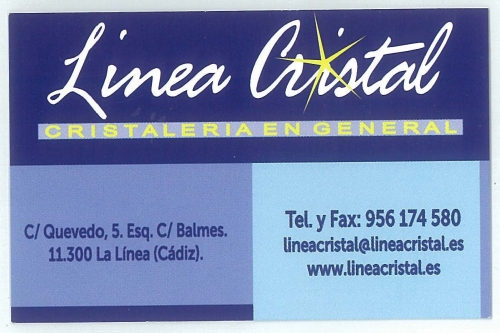 Linea Cristal
CRISTALERIA EN GENERAL
C/ Quevedo, 5. Esq. C/ Balmes.
11.300 La Línea (Cádiz).
Tel. y Fax: 956 174 580
lineacristal@lineacristal.es
www.lineacristal.es